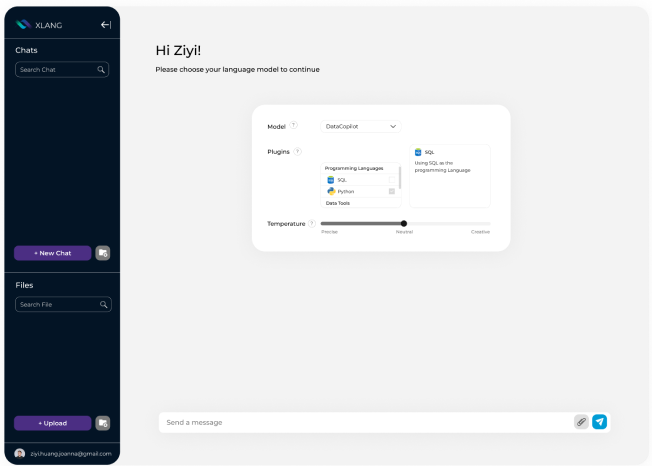 XLANG
Chats
Search Chat
+ New Chat
Files
Search File
+ Upload
ziyi.huang.joanna@gmail.com
Hi Ziyi!
Please choose your language model to continue
Model ?
DataCopilot
Plugins ?
Programming Languages
SQL
Python
Data Tools
SQL
Using SQL as the
programming Language
Temperature ?
Precise Neutral Creative
Send a message